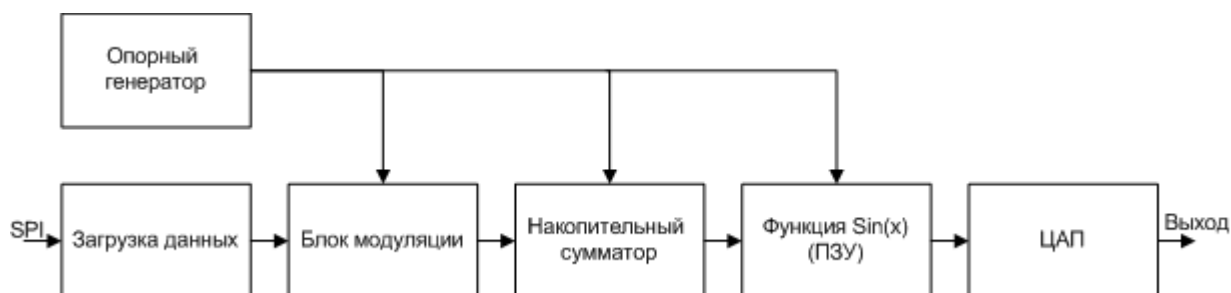 Опорный
генератор
SPI
Загрузка данных
Блок модуляции
Накопительный
сумматор
Функция Sin(x)
(ПЗУ)
ЦАП
Выход